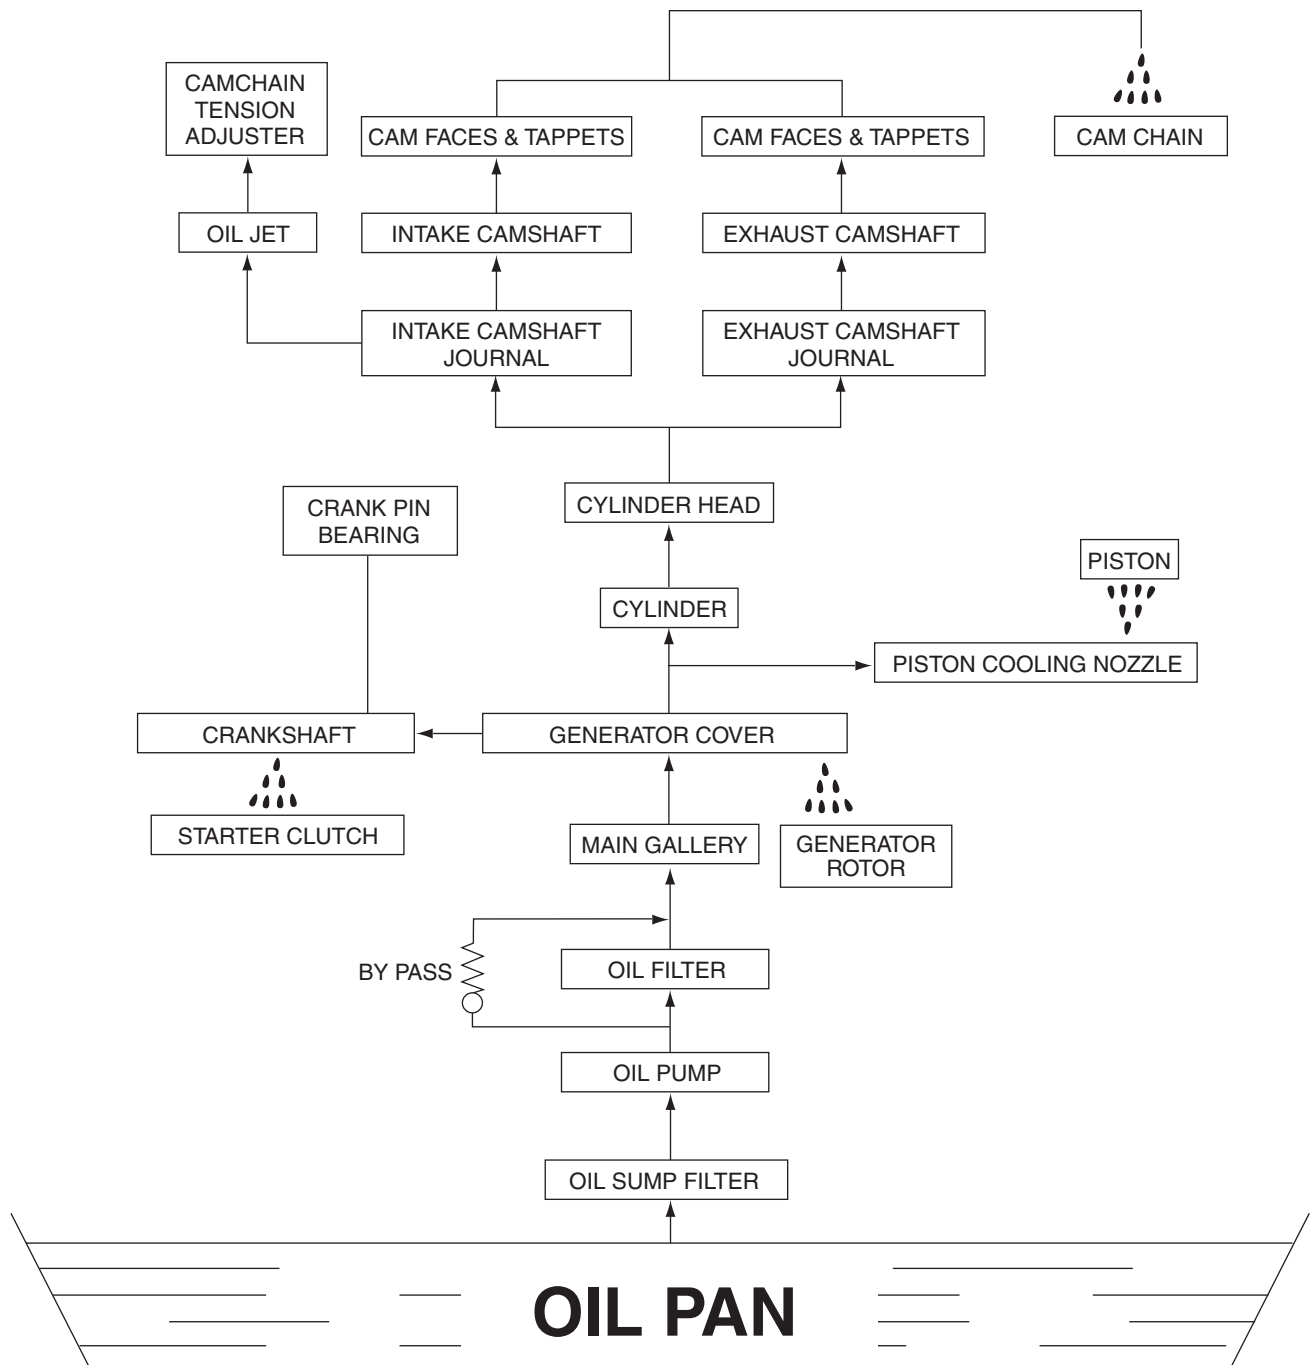 CAMCHAIN
TENSION
ADJUSTER
CAM FACES & TAPPETS
CAM FACES & TAPPETS
CAM CHAIN
OIL JET
INTAKE CAMSHAFT
EXHAUST CAMSHAFT
INTAKE CAMSHAFT
JOURNAL
EXHAUST CAMSHAFT
JOURNAL
CRANK PIN
BEARING
CYLINDER HEAD
PISTON
CYLINDER
PISTON COOLING NOZZLE
CRANKSHAFT
GENERATOR COVER
STARTER CLUTCH
MAIN GALLERY
GENERATOR
ROTOR
BY PASS
OIL FILTER
OIL PUMP
OIL SUMP FILTER
OIL PAN